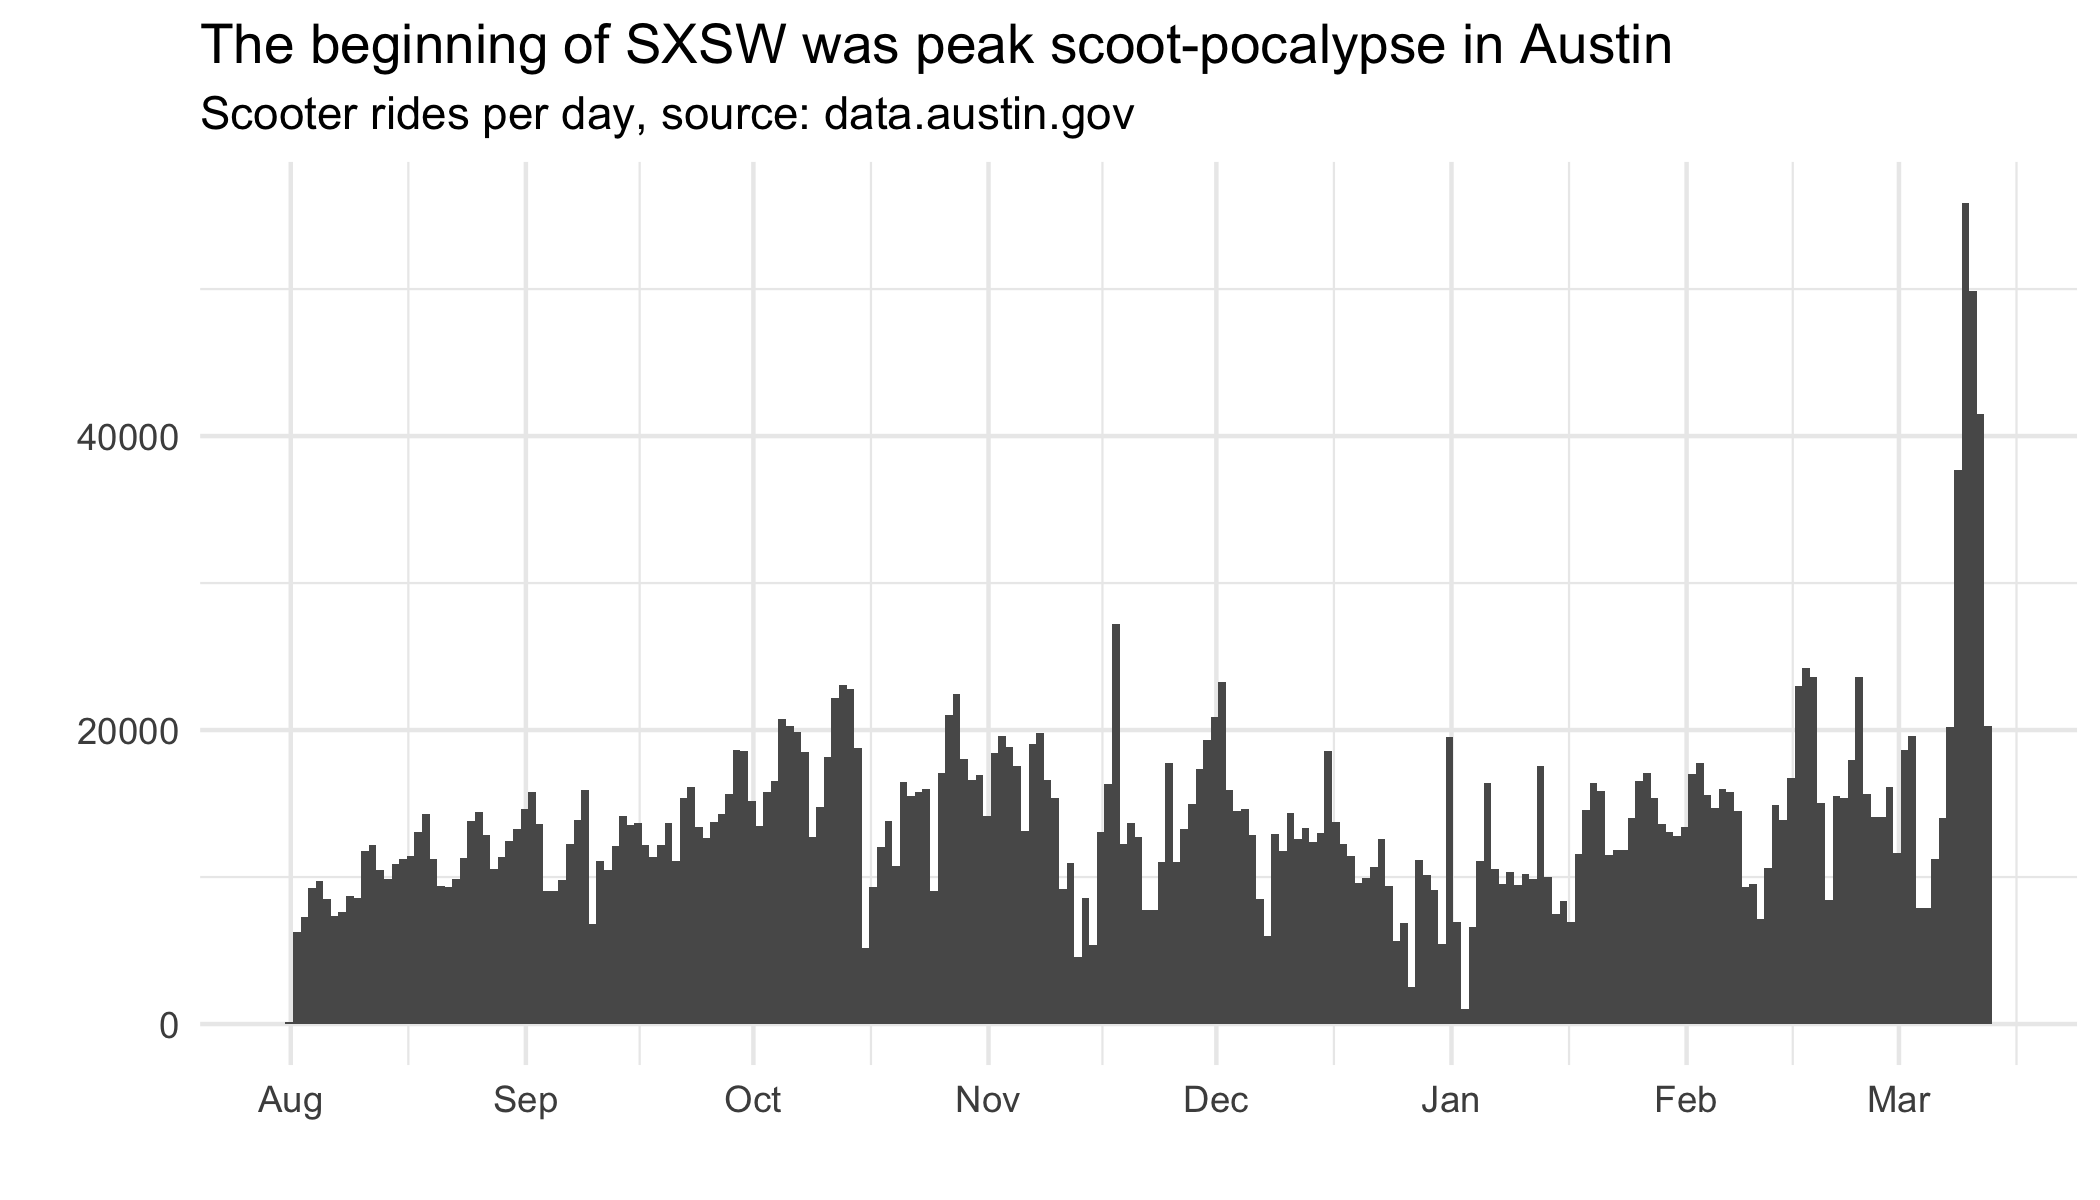 The beginning of SXSW was peak scoot-pocalypse in Austin
Scooter rides per day, source: data.austin.gov
40000
20000
0
Aug Sep Oct Nov Dec Jan Feb Mar